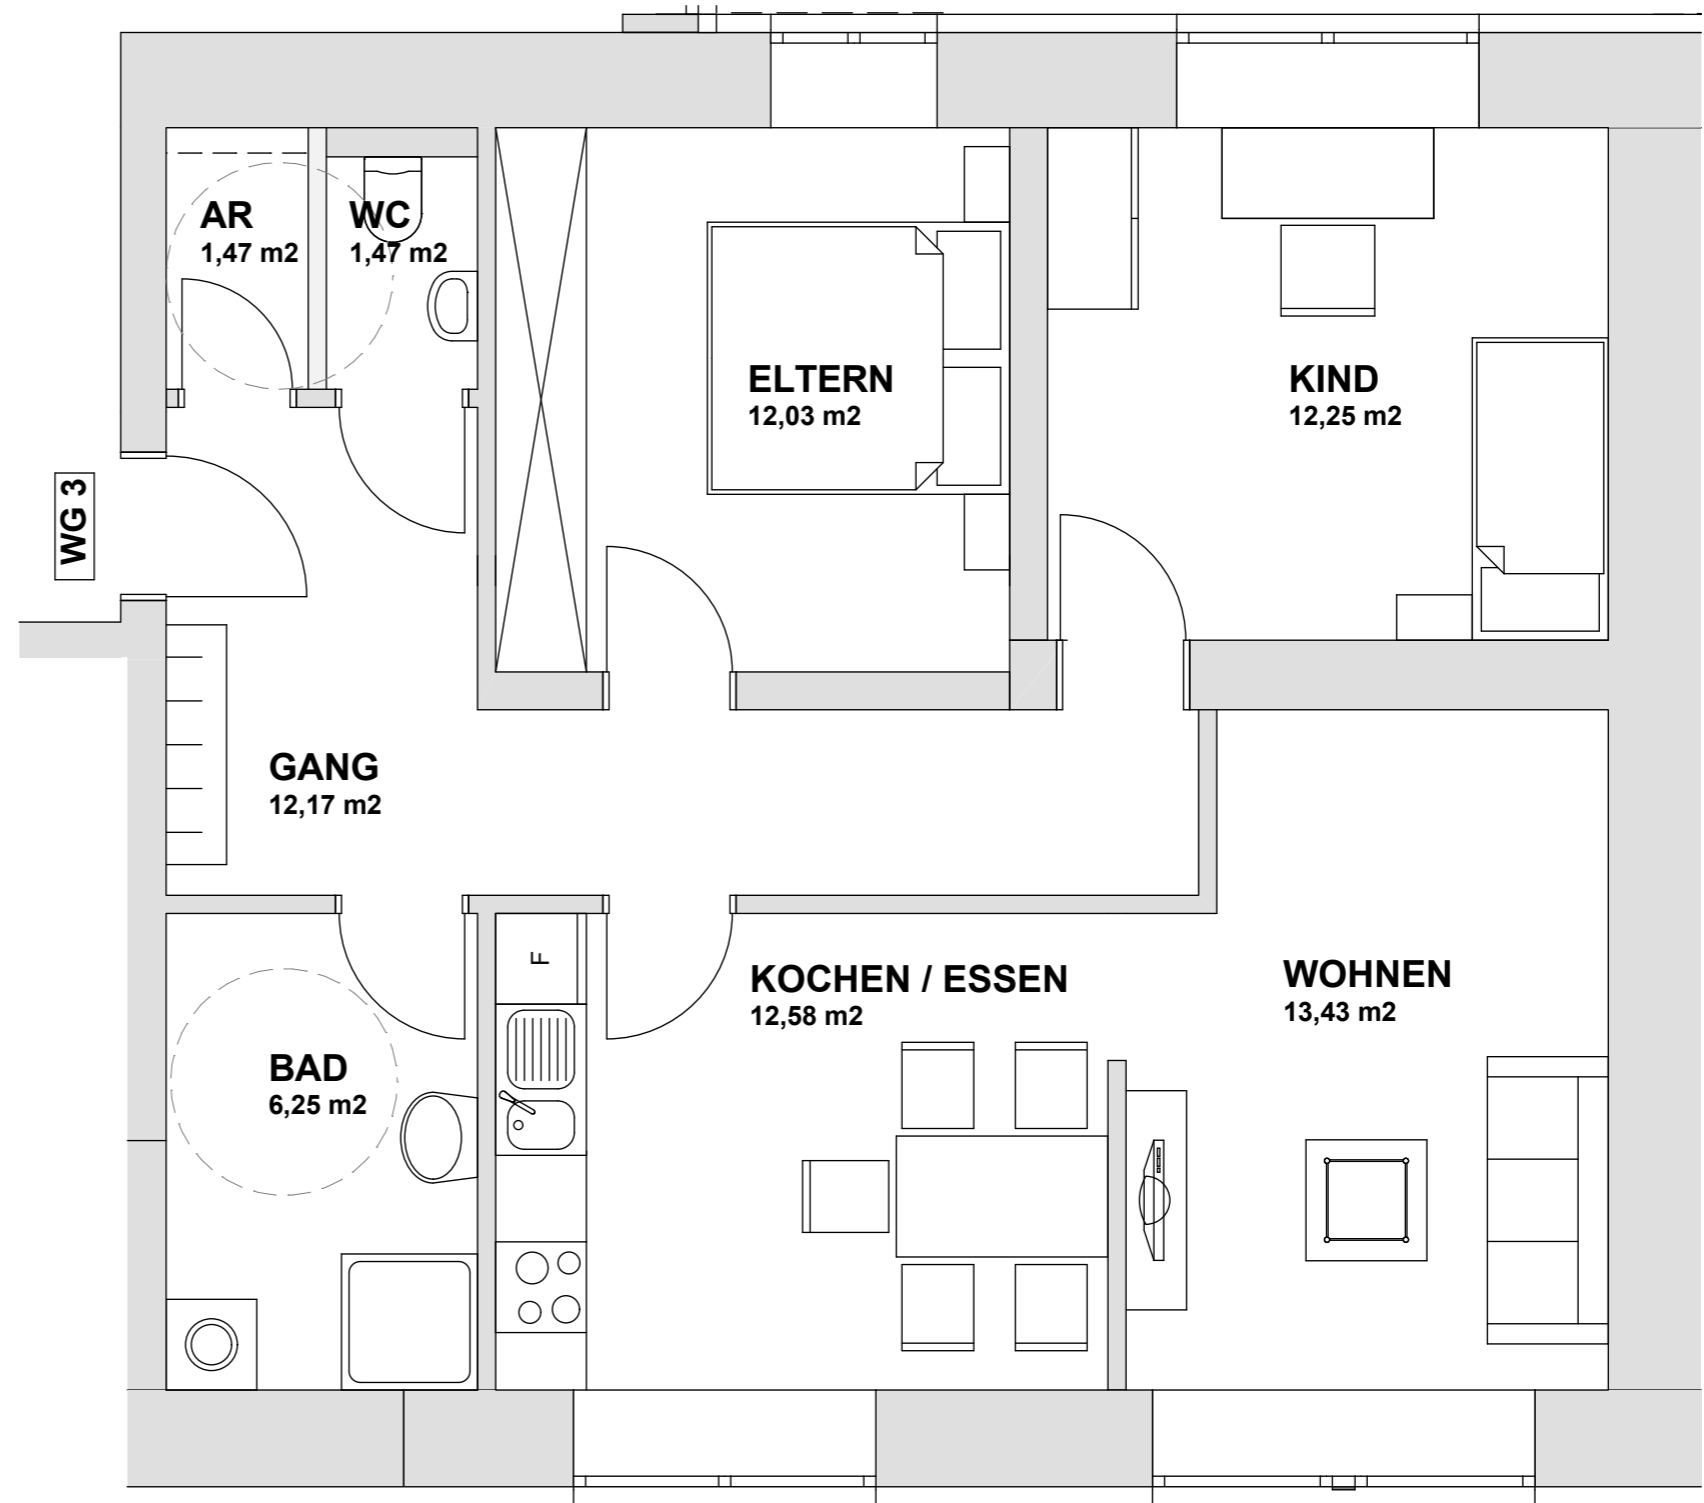 AR
1,47 m2
WC
1,47 m2
ELTERN
12,03 m2
KIND
12,25 m2
WG 3
GANG
12,17 m2
F
KOCHEN / ESSEN
12,58 m2
WOHNEN
13,43 m2
BAD
6,25 m2